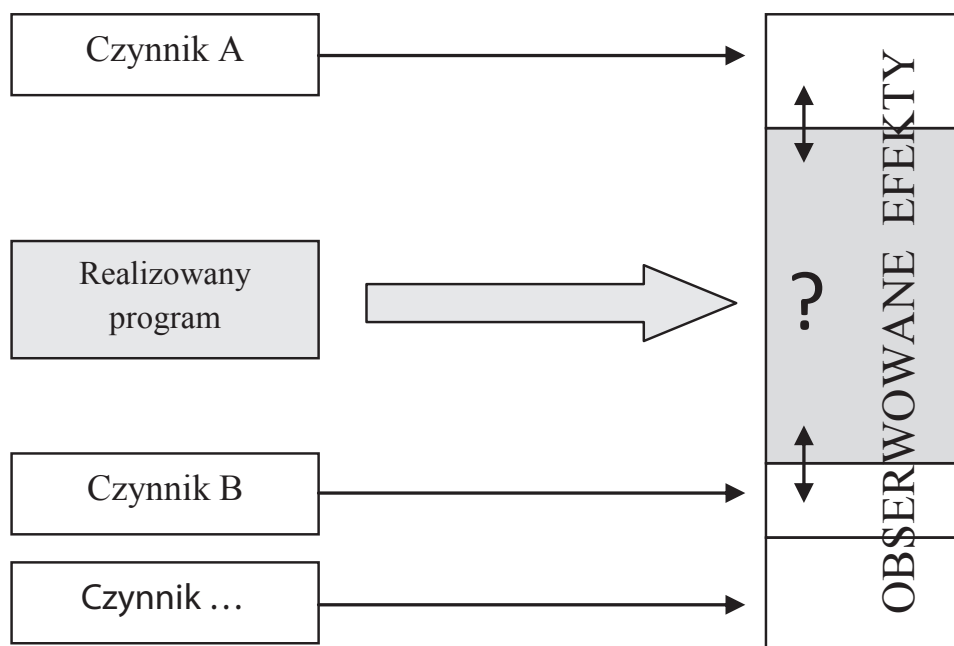 Czynnik A
Realizowany
program
?
Czynnik B
Czynnik …
OBSERWOWANE EFEKTY